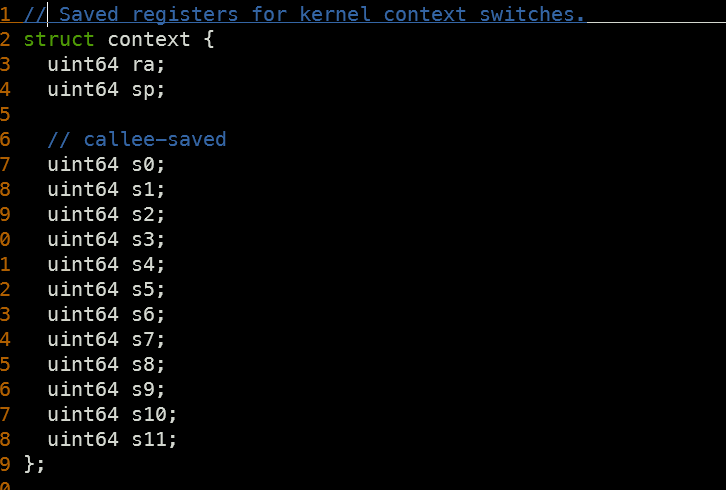 1 // Saved registers for kernel context switches.
2 struct context {
3   uint64 ra;
4   uint64 sp;
5
6   // callee-saved
7   uint64 s0;
8   uint64 s1;
9   uint64 s2;
0   uint64 s3;
1   uint64 s4;
2   uint64 s5;
3   uint64 s6;
4   uint64 s7;
5   uint64 s8;
6   uint64 s9;
7   uint64 s10;
8   uint64 s11;
9 };
0